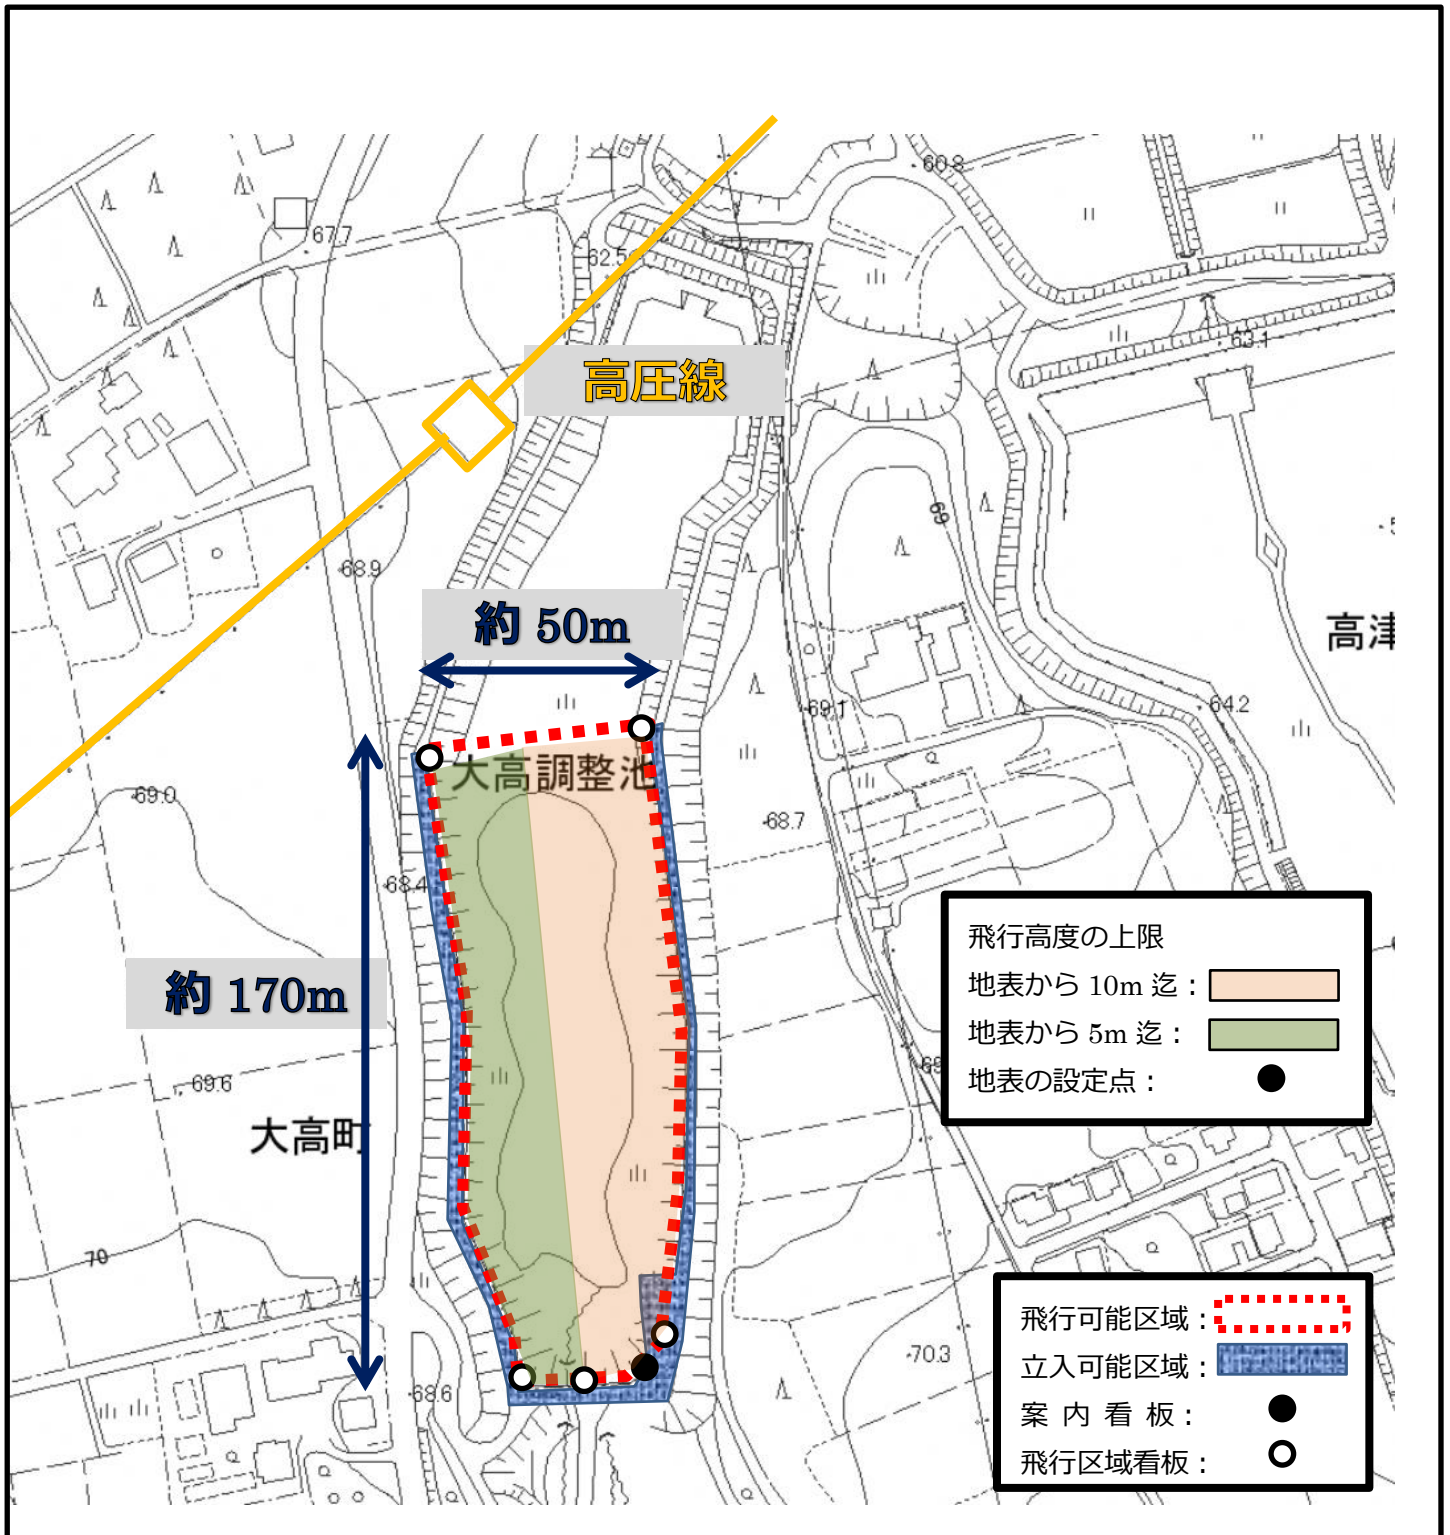 60.8
67.7
62.5
63.1
高圧線
69
68.9
約 50m
高津
69.1
64.2
大高調整池
69.0
68.7
68.4
飛行高度の上限
地表から 10m 迄：
地表から 5m 迄：
地表の設定点：
約 170m
69.6
大高町
70
飛行可能区域：
立入可能区域：
案 内 看 板：
飛行区域看板：
70.3
68.6